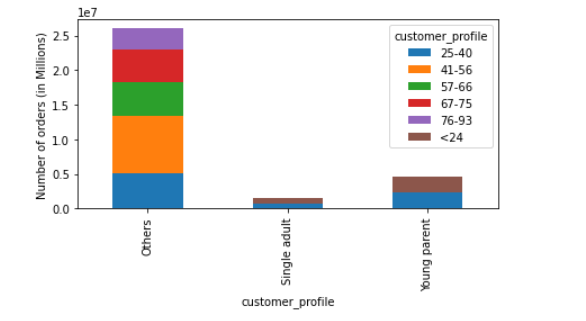 1e7
Number of orders (in Millions)
2.5
2.0
1.5
1.0
0.5
0.0
customer_profile
25-40
41-56
57-66
67-75
76-93
<24
Others
Single adult
Young parent
customer_profile